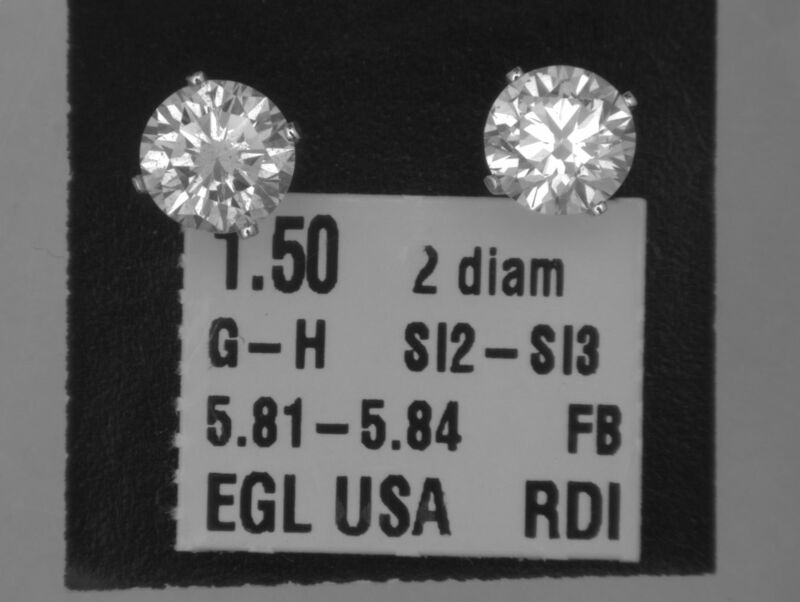 1.50 2 diam
G-H SI2-SI3
5.81-5.84 FB
EGL USA RDI